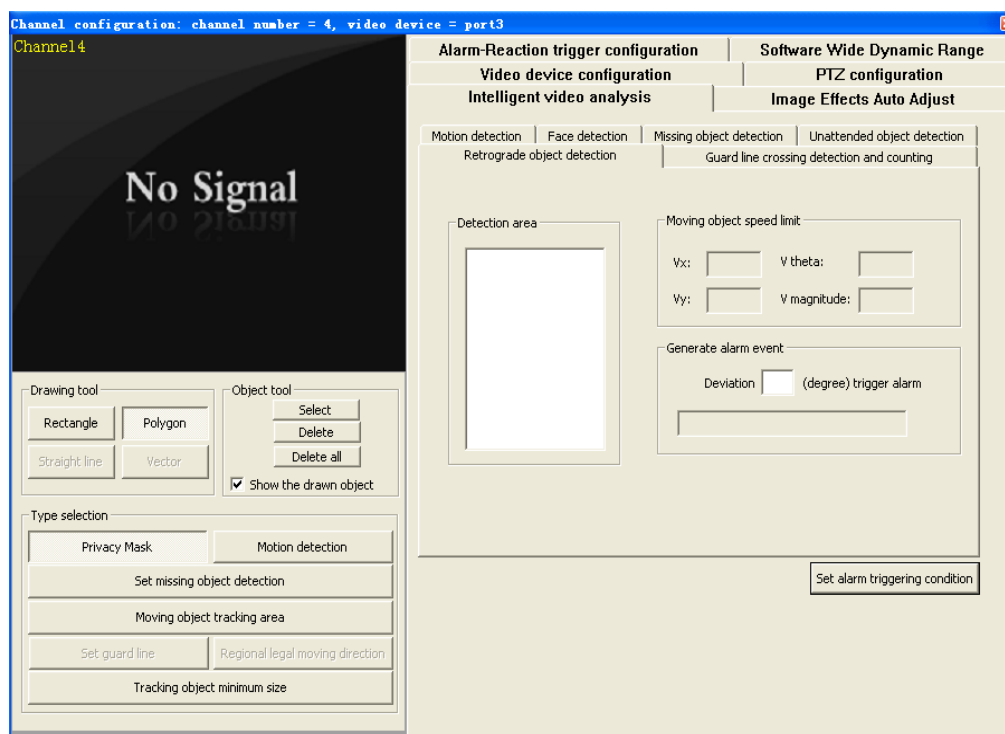 Channel configuration: channel number = 4, video device = port3
Channel4
No Signal
Drawing tool
Rectangle Polygon
Straight line Vector
Object tool
Select
Delete
Delete all
Show the drawn object
Type selection
Privacy Mask Motion detection
Set missing object detection
Moving object tracking area
Set guard line Regional legal moving direction
Tracking object minimum size
Alarm-Reaction trigger configuration Software Wide Dynamic Range
Video device configuration PTZ configuration
Intelligent video analysis Image Effects Auto Adjust
Motion detection Face detection Missing object detection Unattended object detection
Retrograde object detection Guard line crossing detection and counting
Detection area
Moving object speed limit
Vx: V theta:
Vy: V magnitude:
Generate alarm event
Deviation (degree) trigger alarm
Set alarm triggering condition